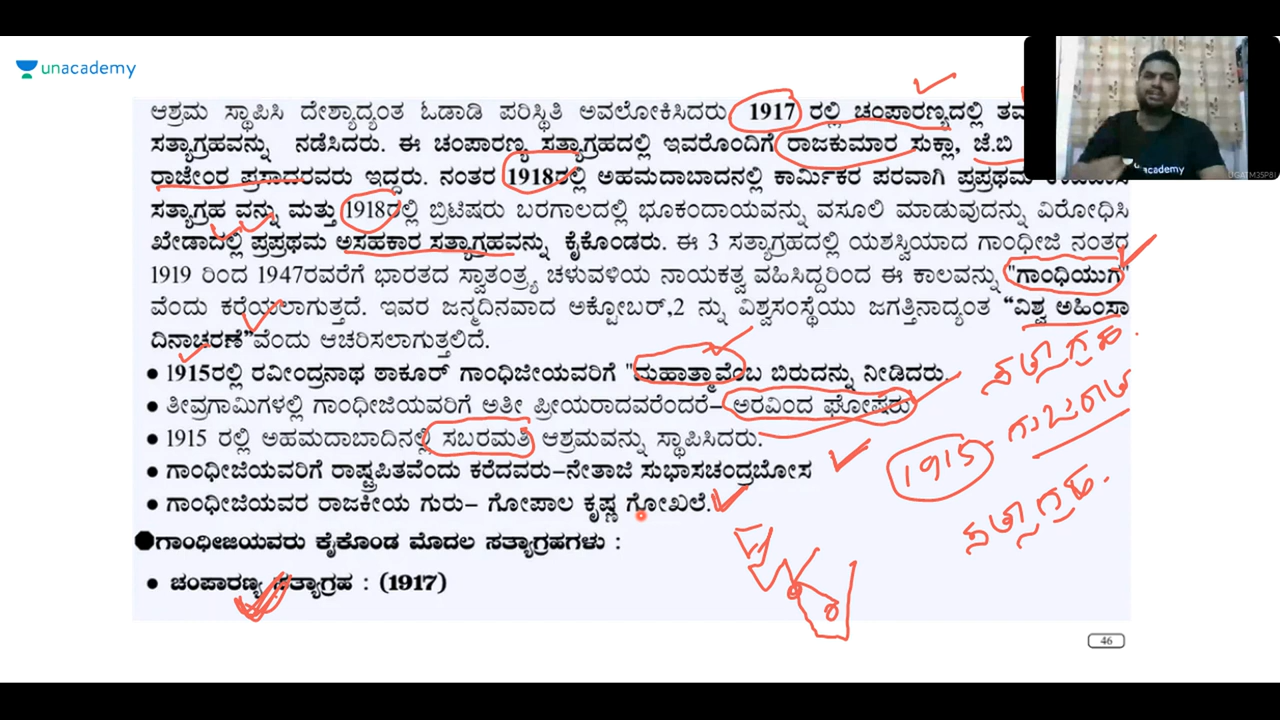 unacademy
ಆಶ್ರಮ ಸ್ಥಾಪಿಸಿ ದೇಶ್ಯಾದ್ಯಂತ ಓಡಾಡಿ ಪರಿಸ್ಥಿತಿ ಅವಲೋಕಿಸಿದರು 1917 ರಲ್ಲಿ ಚಂಪಾರಣ್ಯದಲ್ಲಿ
ಸತ್ಯಾಗ್ರಹವನ್ನು ನಡೆಸಿದರು. ಈ ಚಂಪಾರಣ್ಯ ಸತ್ಯಾಗ್ರಹದಲ್ಲಿ ಇವರೊಂದಿಗೆ ರಾಜಕುಮಾರ ಸುಕ್ಲಾ, ಜೆ.ಬಿ
ರಾಜೇಂರ ಪ್ರಸಾದರವರು ಇದ್ದರು. ನಂತರ 1918ರಲ್ಲಿ ಅಹಮದಾಬಾದನಲ್ಲಿ ಕಾರ್ಮಿಕರ ಪರವಾಗಿ ಪ್ರಪ್ರಥಮ
ಸತ್ಯಾಗ್ರಹ ವನ್ನು ಮತ್ತು 1918ರಲ್ಲಿ ಬ್ರಿಟಿಷರು ಬರಗಾಲದಲ್ಲಿ ಭೂಕಂದಾಯವನ್ನು ವಸೂಲಿ ಮಾಡುವುದನ್ನು ವಿರೋಧಿಸಿ
ಖೇಡಾದಲ್ಲಿ ಪ್ರಪ್ರಥಮ ಅಸಹಕಾರ ಸತ್ಯಾಗ್ರಹವನ್ನು ಕೈಕೊಂಡರು. ಈ 3 ಸತ್ಯಾಗ್ರಹದಲ್ಲಿ ಯಶಸ್ವಿಯಾದ ಗಾಂಧೀಜಿ ನಂತರ
1919 ರಿಂದ 1947ರವರೆಗೆ ಭಾರತದ ಸ್ವಾತಂತ್ರ್ಯ ಚಳುವಳಿಯ ನಾಯಕತ್ವ ವಹಿಸಿದ್ದರಿಂದ ಈ ಕಾಲವನ್ನು "ಗಾಂಧಿಯುಗ"
ವೆಂದು ಕರೆಯಲಾಗುತ್ತದೆ. ಇವರ ಜನ್ಮದಿನವಾದ ಅಕ್ಟೋಬರ್,2 ನ್ನು ವಿಶ್ವಸಂಸ್ಥೆಯು ಜಗತ್ತಿನಾದ್ಯಂತ “ವಿಶ್ವ ಅಹಿಂಸಾ
ದಿನಾಚರಣೆ”ವೆಂದು ಆಚರಿಸಲಾಗುತ್ತಲಿದೆ.
• 1915ರಲ್ಲಿ ರವೀಂದ್ರನಾಥ ಠಾಕೂರ್ ಗಾಂಧಿಜೀಯವರಿಗೆ "ಮಹಾತ್ಮಾವೆಂಬ ಬಿರುದನ್ನು ನೀಡಿದರು.
• ತೀವ್ರಗಾಮಿಗಳಲ್ಲಿ ಗಾಂಧೀಜಿಯವರಿಗೆ ಅತೀ ಪ್ರೀಯರಾದವರೆಂದರೆ– ಅರವಿಂದ ಘೋಷರು
• 1915 ರಲ್ಲಿ ಅಹಮದಾಬಾದಿನಲ್ಲಿ ಸಬರಮತಿ ಆಶ್ರಮವನ್ನು ಸ್ಥಾಪಿಸಿದರು.
• ಗಾಂಧೀಜಿಯವರಿಗೆ ರಾಷ್ಟ್ರಪಿತವೆಂದು ಕರೆದವರು–ನೇತಾಜಿ ಸುಭಾಸಚಂದ್ರಬೋಸ
• ಗಾಂಧೀಜಿಯವರ ರಾಜಕೀಯ ಗುರು– ಗೋಪಾಲ ಕೃಷ್ಣ ಗೋಖಲೆ.
ಗಾಂಧೀಜಿಯವರು ಕೈಕೊಂಡ ಮೊದಲ ಸತ್ಯಾಗ್ರಹಗಳು :
• ಚಂಪಾರಣ್ಯ ಸತ್ಯಾಗ್ರಹ : (1917)
46
ಸತ್ಯಾಗ್ರಹ.
1915 - ಗುಜರಾತ
ಸತ್ಯಾಗ್ರಹ.
unacademy